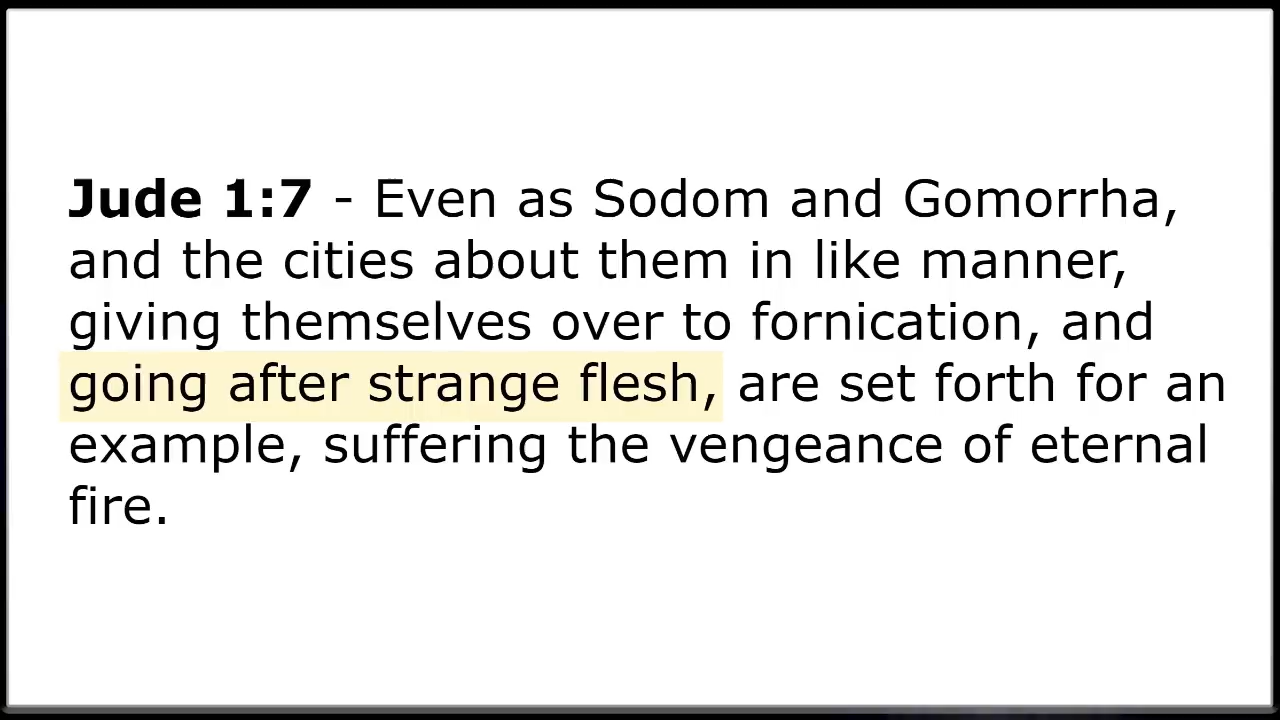 Jude 1:7 - Even as Sodom and Gomorrha,
and the cities about them in like manner,
giving themselves over to fornication, and
going after strange flesh, are set forth for an
example, suffering the vengeance of eternal
fire.